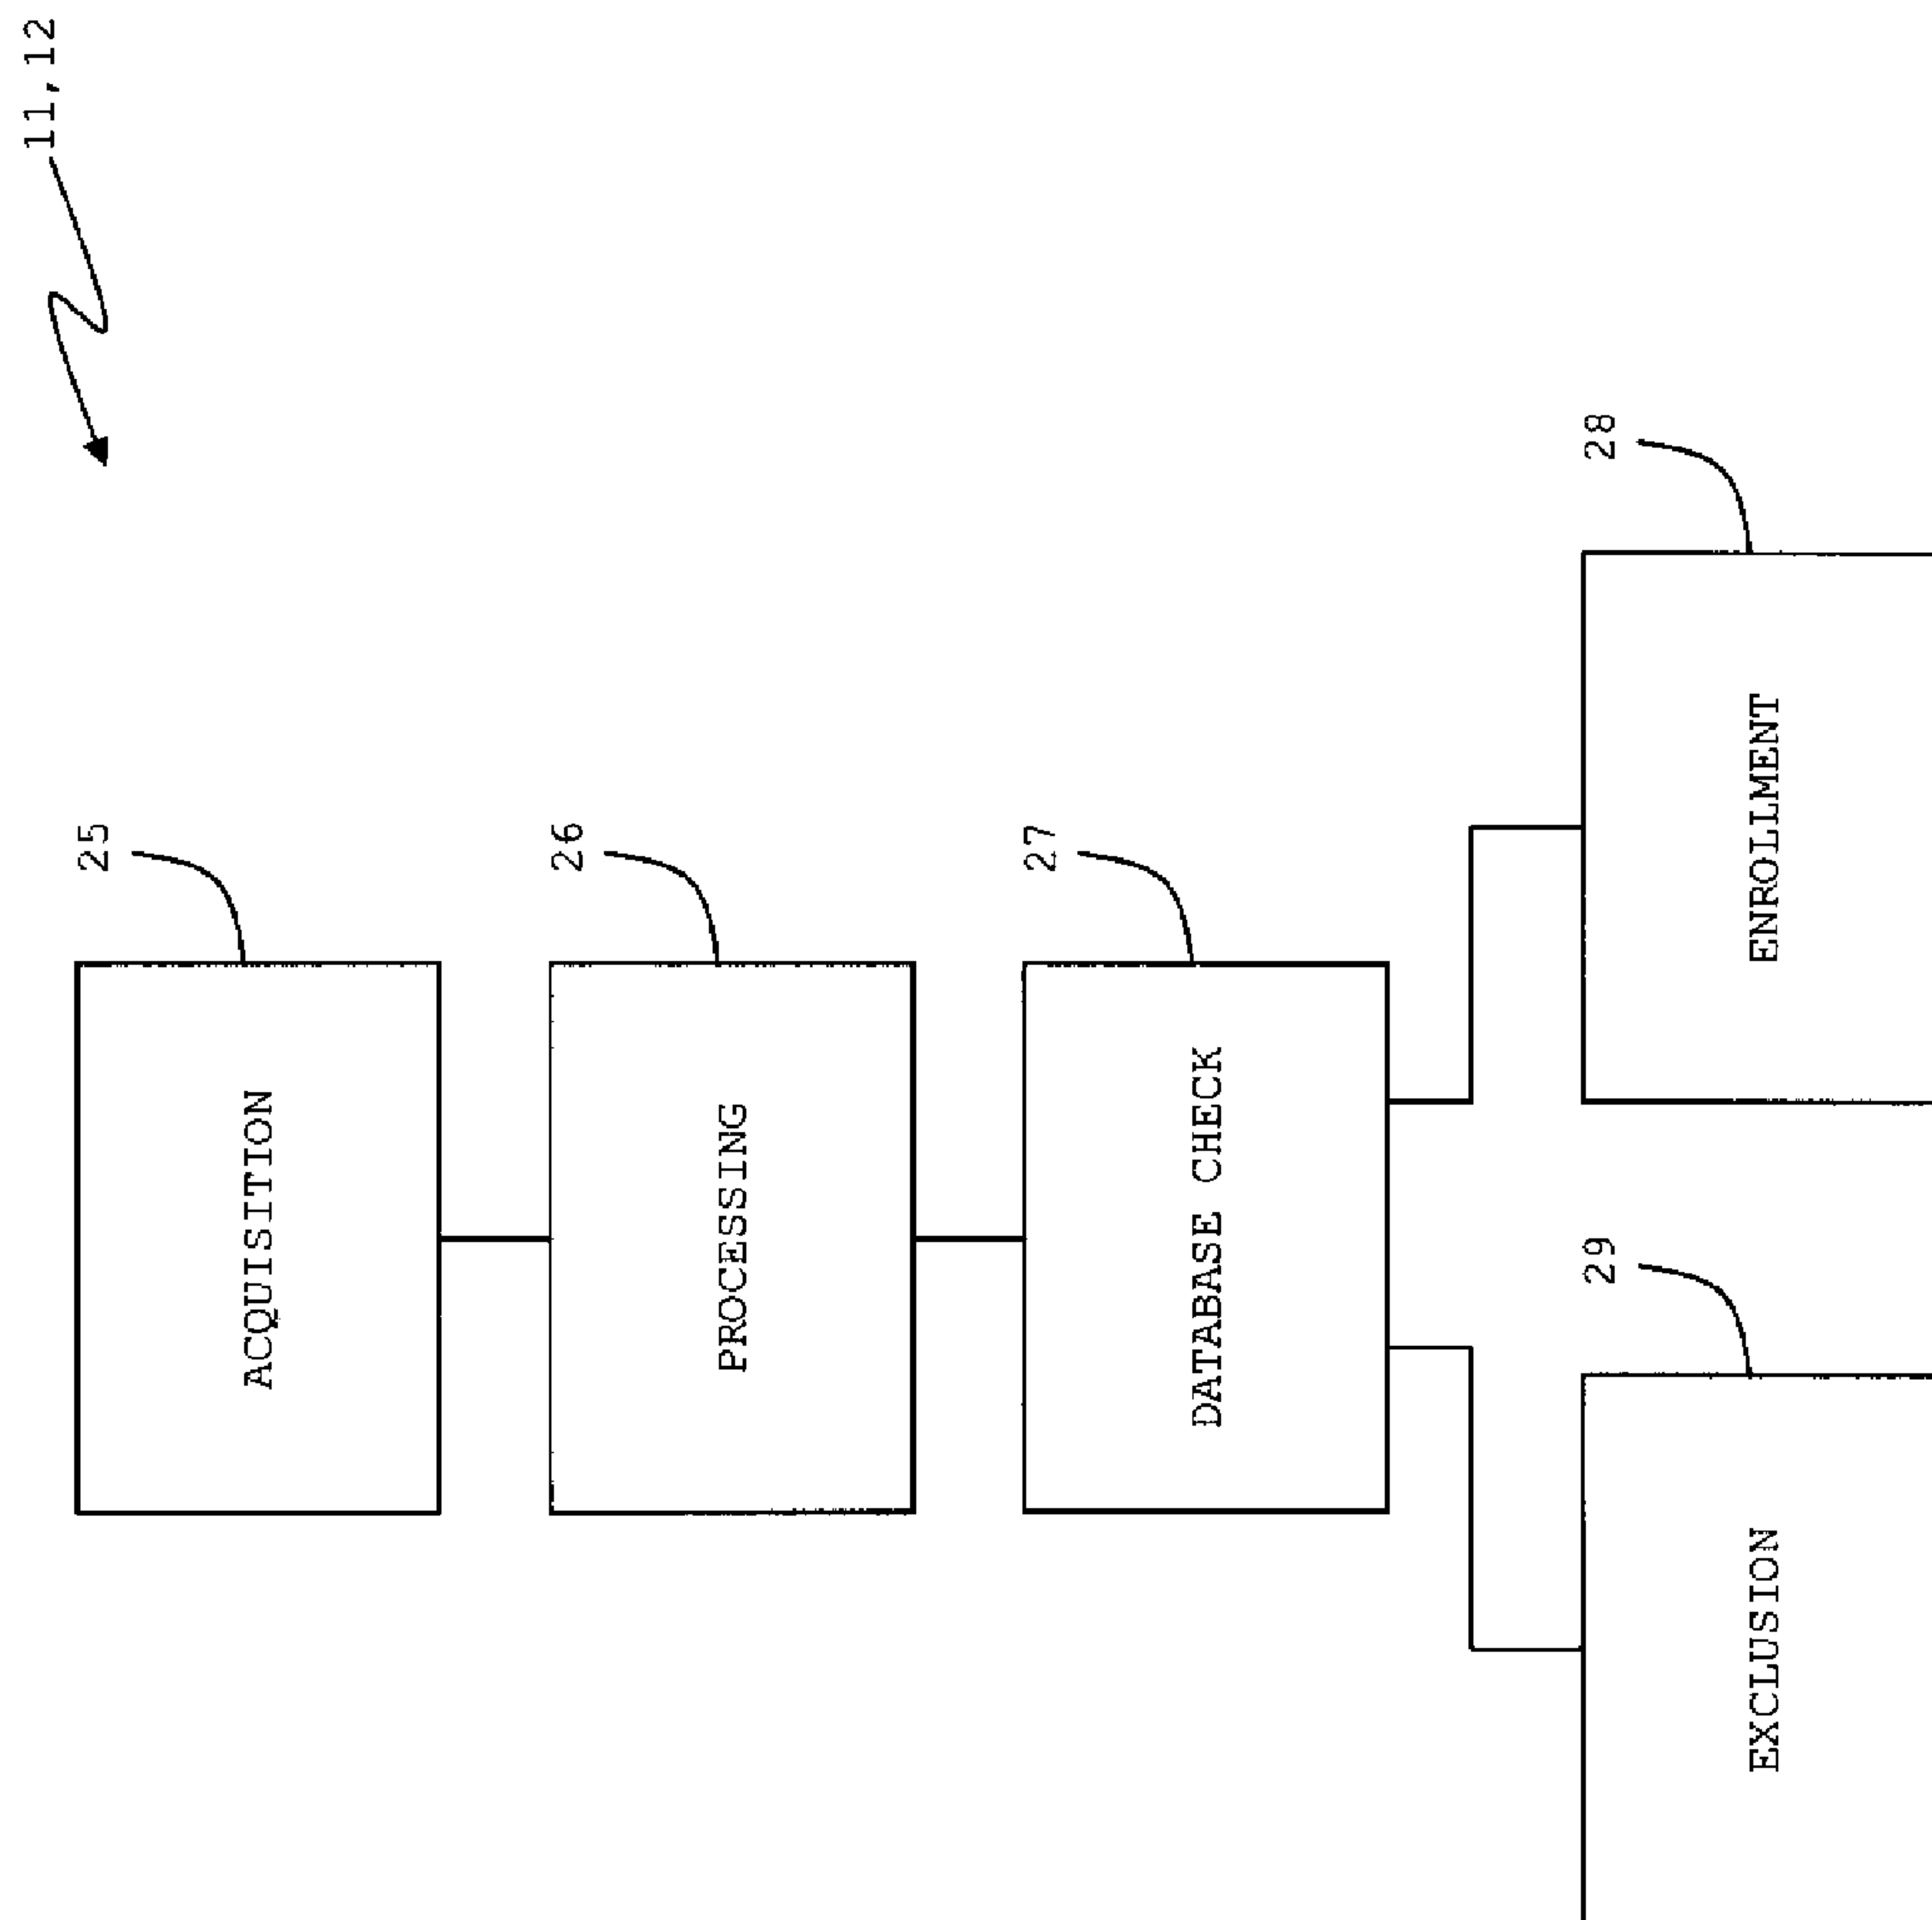 11,12
25
ACQUISITION
26
PROCESSING
27
DATABASE CHECK
28
ENROLLMENT
29
EXCLUSION